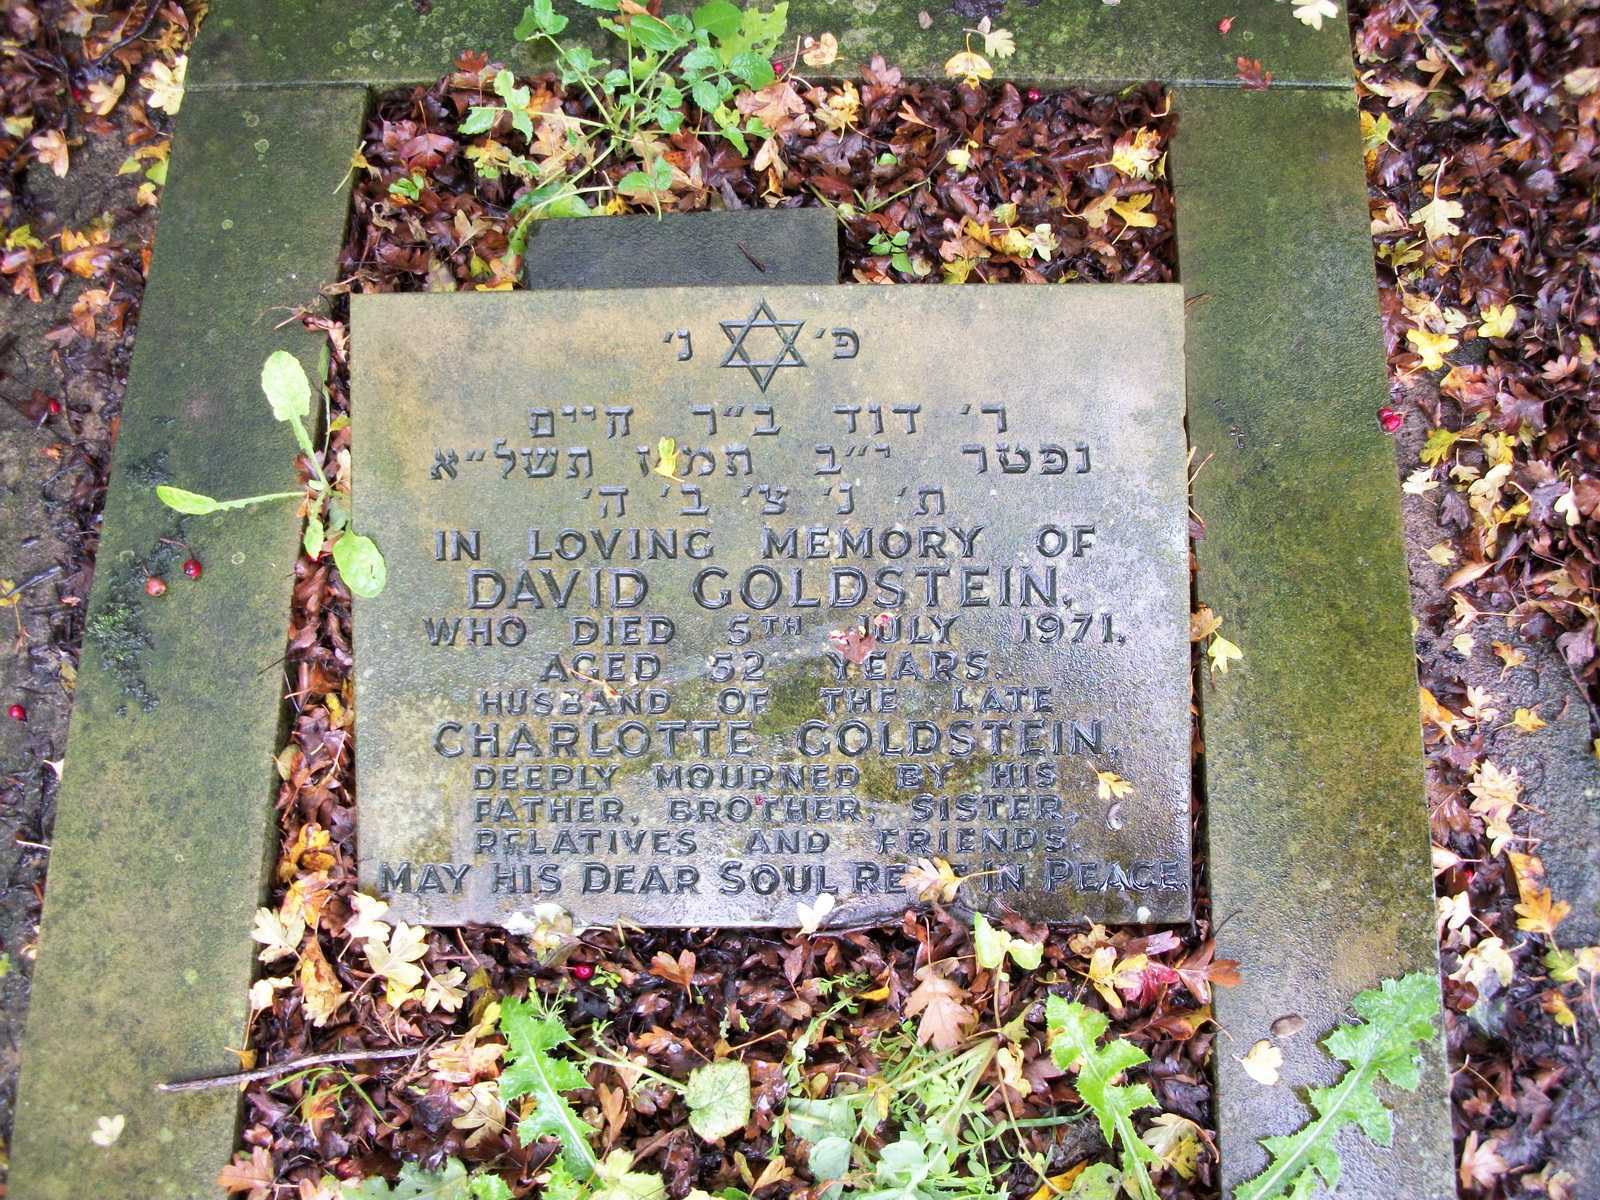 פ׳ נ׳
ר׳ דוד ב״ר חיים
נפטר י״ב תמוז תשל״א
ת׳ נ׳ צ׳ ב׳ ה׳
IN LOVING MEMORY OF
DAVID GOLDSTEIN,
WHO DIED 5TH JULY 1971,
AGED 52 YEARS.
HUSBAND OF THE LATE
CHARLOTTE GOLDSTEIN,
DEEPLY MOURNED BY HIS
FATHER, BROTHER, SISTER,
RELATIVES AND FRIENDS.
MAY HIS DEAR SOUL REST IN PEACE